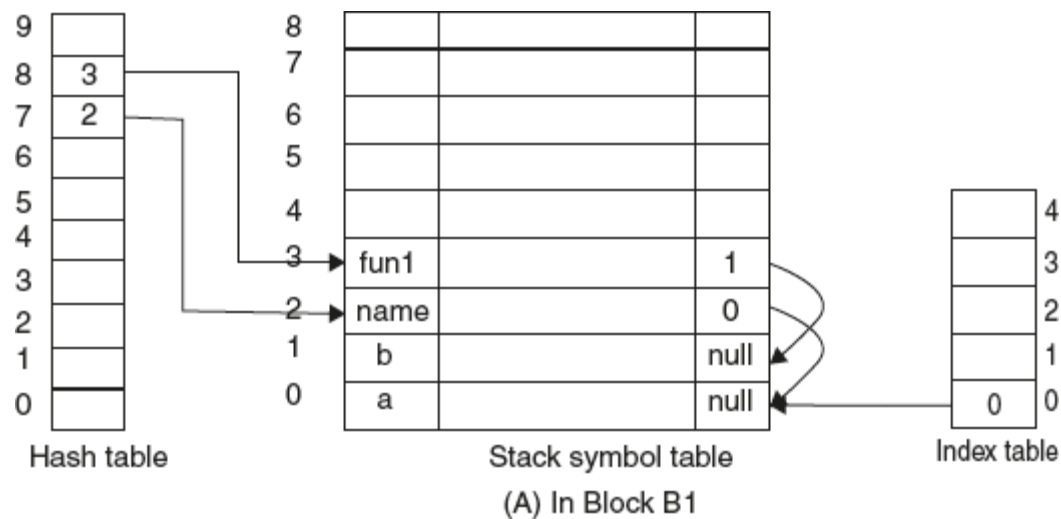 9 8
8 3 7
7 2 6
6 5
5 4 4
4 3 fun1 1 3
3 2 name 0 2
2 1 b null 1
1 0 a null 0 0
0
Hash table Stack symbol table Index table
(A) In Block B1